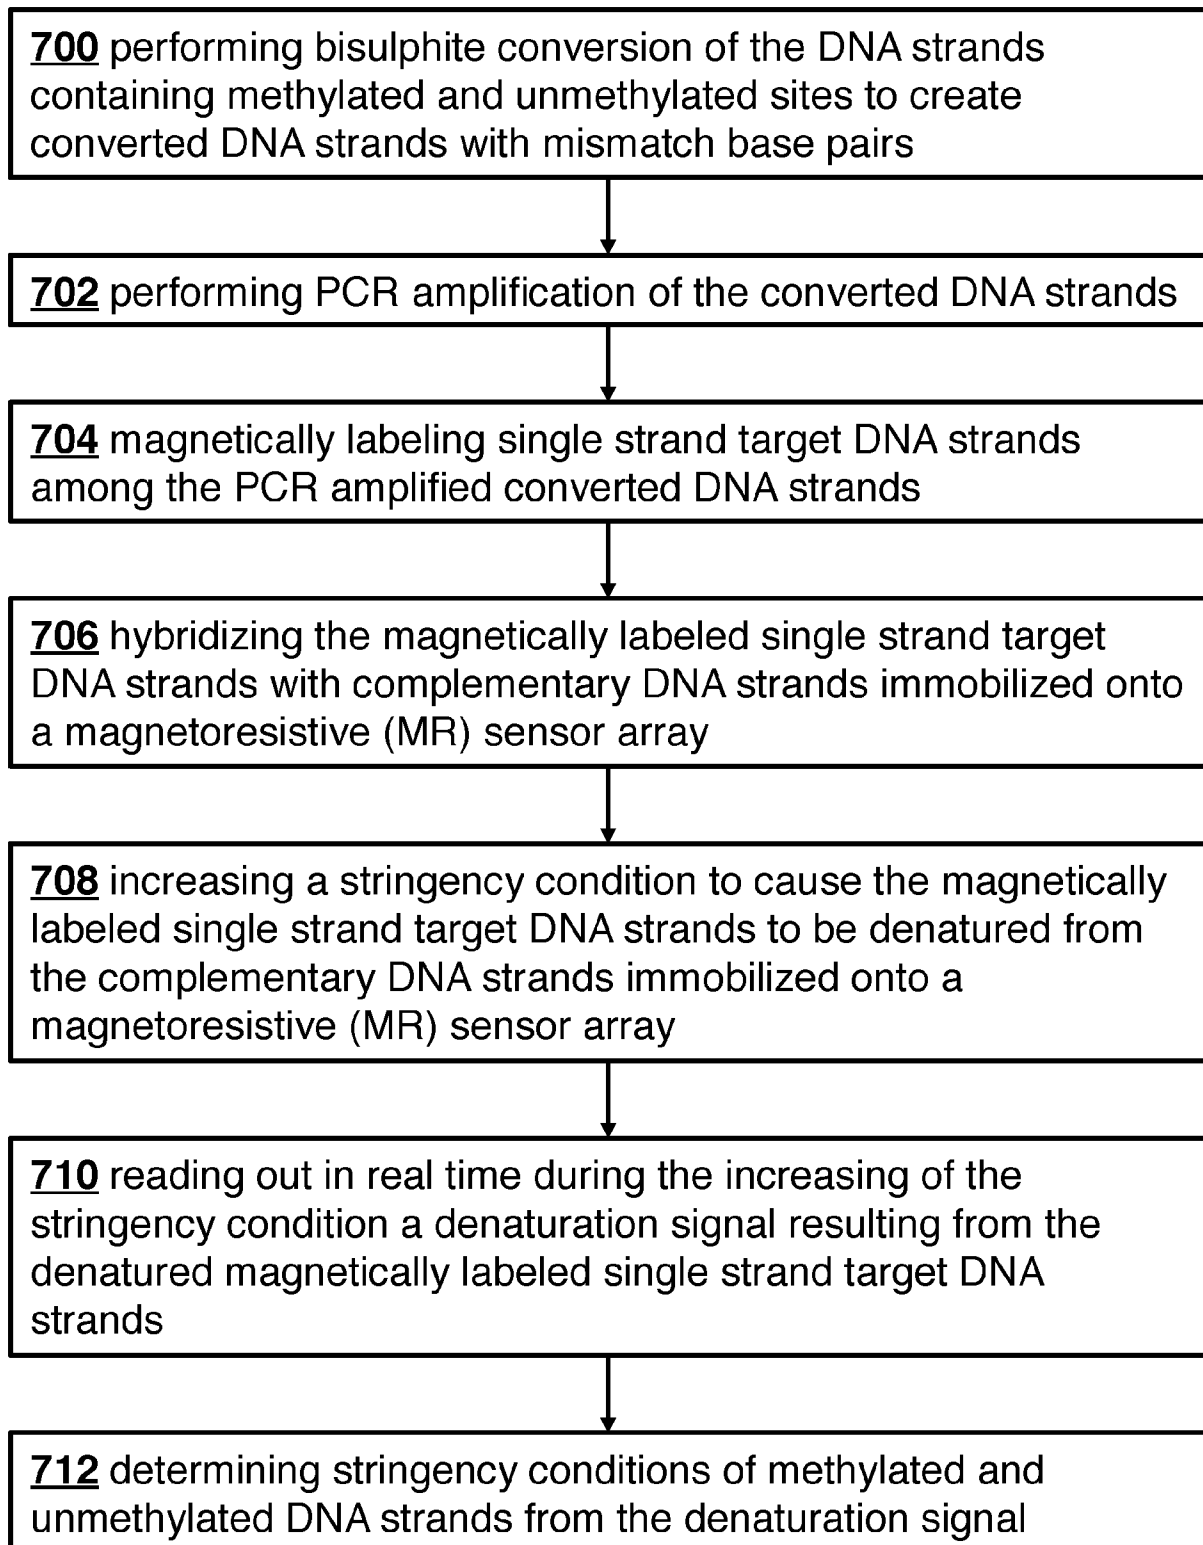 700 performing bisulphite conversion of the DNA strands
containing methylated and unmethylated sites to create
converted DNA strands with mismatch base pairs
702 performing PCR amplification of the converted DNA strands
704 magnetically labeling single strand target DNA strands
among the PCR amplified converted DNA strands
706 hybridizing the magnetically labeled single strand target
DNA strands with complementary DNA strands immobilized onto
a magnetoresistive (MR) sensor array
708 increasing a stringency condition to cause the magnetically
labeled single strand target DNA strands to be denatured from
the complementary DNA strands immobilized onto a
magnetoresistive (MR) sensor array
710 reading out in real time during the increasing of the
stringency condition a denaturation signal resulting from the
denatured magnetically labeled single strand target DNA
strands
712 determining stringency conditions of methylated and
unmethylated DNA strands from the denaturation signal